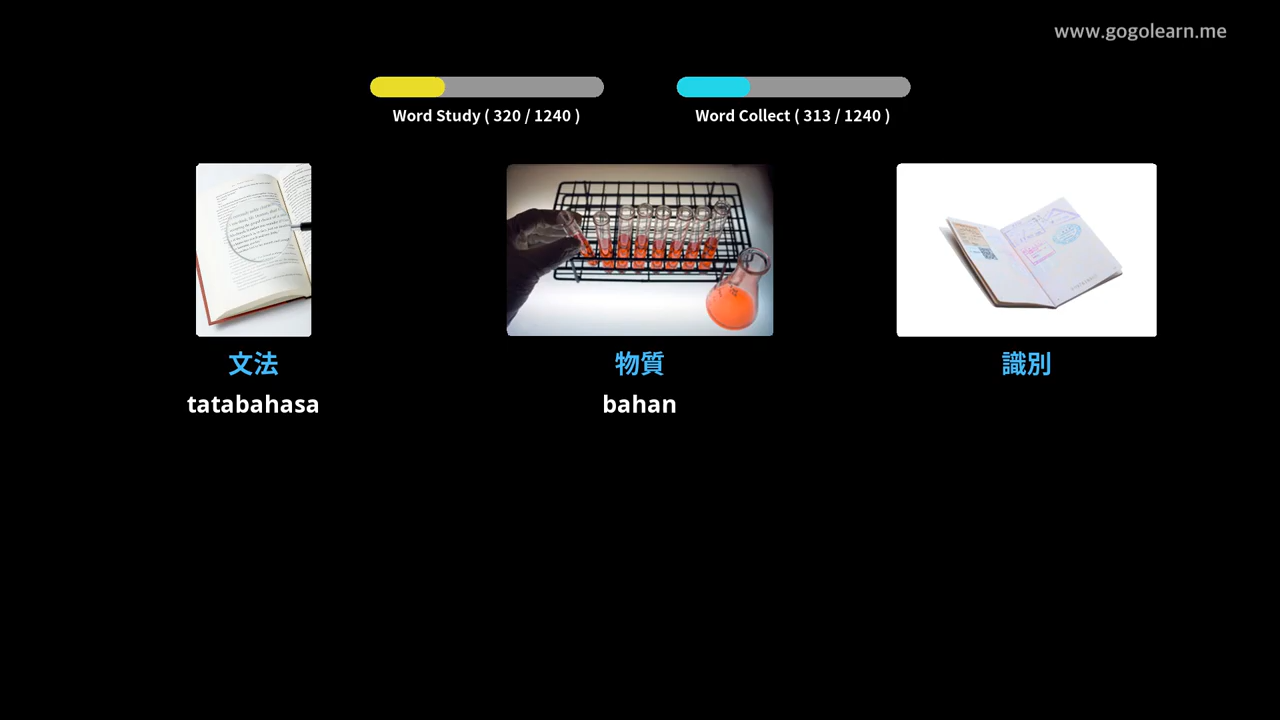 www.gogolearn.me
Word Study ( 320 / 1240 )
Word Collect ( 313 / 1240 )
文法
物質
識別
tatabahasa
bahan